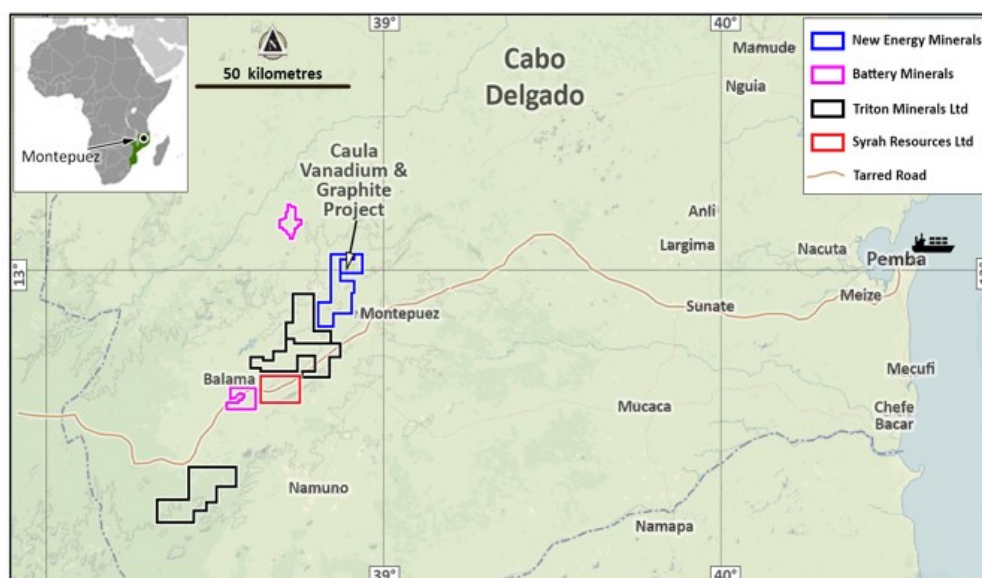 39°
40°
Montepuez
50 kilometres
Cabo
Delgado
Mamude
Nguia
New Energy Minerals
Battery Minerals
Triton Minerals Ltd
Syrah Resources Ltd
Tarred Road
Caula
Vanadium &
Graphite
Project
Anli
Largima
Nacuta
Pemba
13°
Meize
Sunate
Montepuez
Balama
Mecufi
Mucaca
Chefe
Bacar
Namuno
Namapa
39°
40°